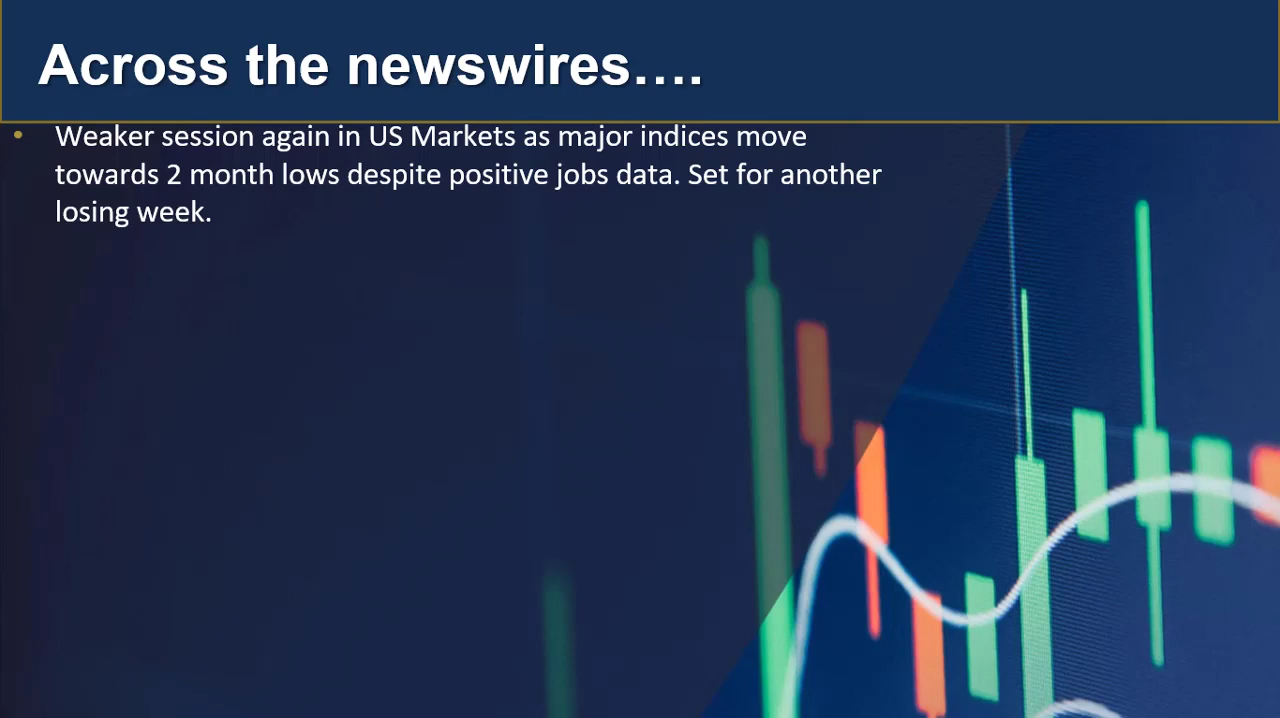 Across the newswires….
• Weaker session again in US Markets as major indices move
towards 2 month lows despite positive jobs data. Set for another
losing week.